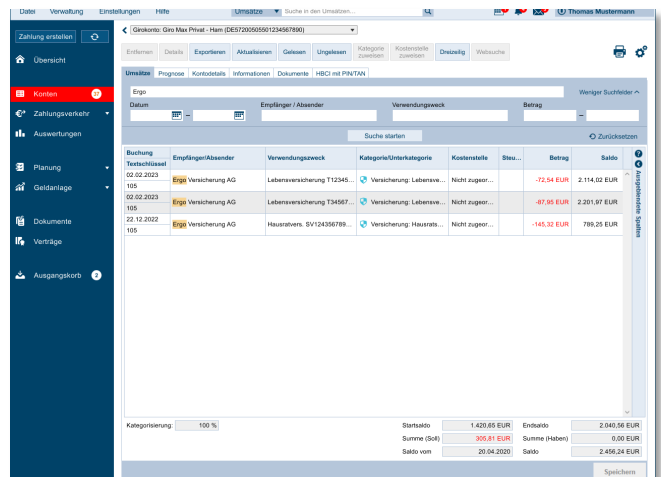 Datei Verwaltung Einstellungen Hilfe Umsätze Suche in den Umsätzen... Thomas Mustermann
Zahlung erstellen
Girokonto: Giro Max Privat - Ham (DE57200505501234567890)
Entfernen Details Exportieren Aktualisieren Gelesen Ungelesen Kategorie zuweisen Kostenstelle zuweisen Dreizeilig Websuche
Übersicht
Umsätze Prognose Kontodetails Informationen Dokumente HBCI mit PIN/TAN
Konten 37
Ergo Weniger Suchfelder
Datum Empfänger / Absender Verwendungsweck Betrag
Zahlungsverkehr
– –
Auswertungen
Suche starten Zurücksetzen
Buchung
Textschlüssel Empfänger/Absender Verwendungszweck Kategorie/Unterkategorie Kostenstelle Steu... Betrag Saldo
Ausgeblendete Spalten
Planung
02.02.2023
105 Ergo Versicherung AG Lebensversicherung T12345... Versicherung: Lebensve... Nicht zugeor... -72,54 EUR 2.114,02 EUR
Geldanlage
02.02.2023
105 Ergo Versicherung AG Lebensversicherung T34567... Versicherung: Lebensve... Nicht zugeor... -87,95 EUR 2.201,97 EUR
Dokumente
22.12.2022
105 Ergo Versicherung AG Hausratvers. SV124356789... Versicherung: Hausrats... Nicht zugeor... -145,32 EUR 789,25 EUR
Verträge
Ausgangskorb 2
Kategorisierung: 100 % Startsaldo 1.420,65 EUR Endsaldo 2.040,56 EUR
Summe (Soll) 305,81 EUR Summe (Haben) 0,00 EUR
Saldo vom 20.04.2020 Saldo 2.456,24 EUR
Speichern